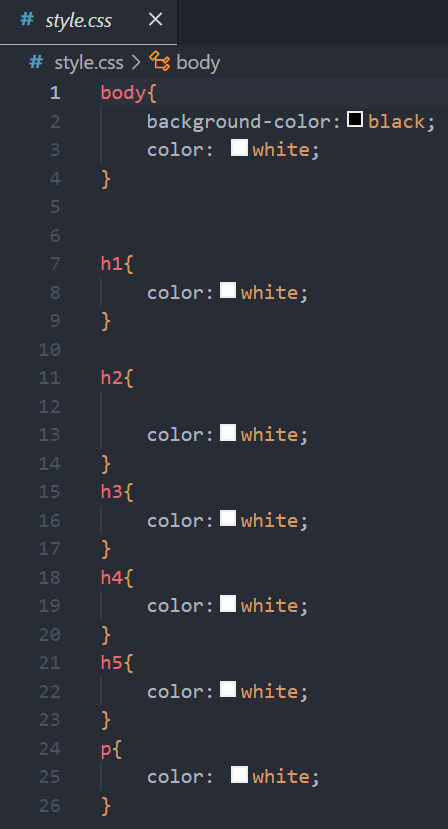 # style.css ×
# style.css > body
1 body{
2 background-color:black;
3 color: white;
4 }
5
6
7 h1{
8 color:white;
9 }
10
11 h2{
12
13 color:white;
14 }
15 h3{
16 color:white;
17 }
18 h4{
19 color:white;
20 }
21 h5{
22 color:white;
23 }
24 p{
25 color: white;
26 }